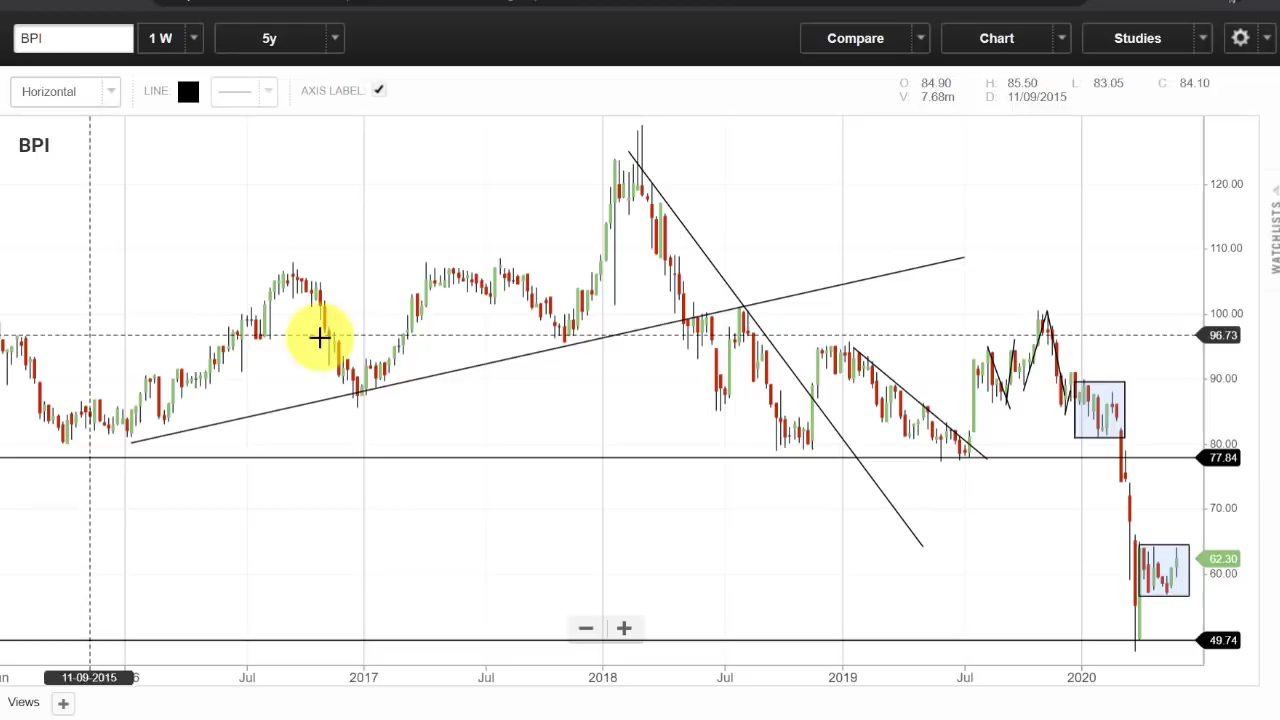 BPI
1 W
5y
Compare
Chart
Studies
Horizontal
LINE:
AXIS LABEL:
O: 84.90 H: 85.50 L: 83.05 C: 84.10
V: 7.68m D: 11/09/2015
BPI
WATCHLISTS
120.00
110.00
100.00
96.73
90.00
80.00
77.84
70.00
62.30
60.00
49.74
11-09-2015
6
Jul
2017
Jul
2018
Jul
2019
Jul
2020
Views